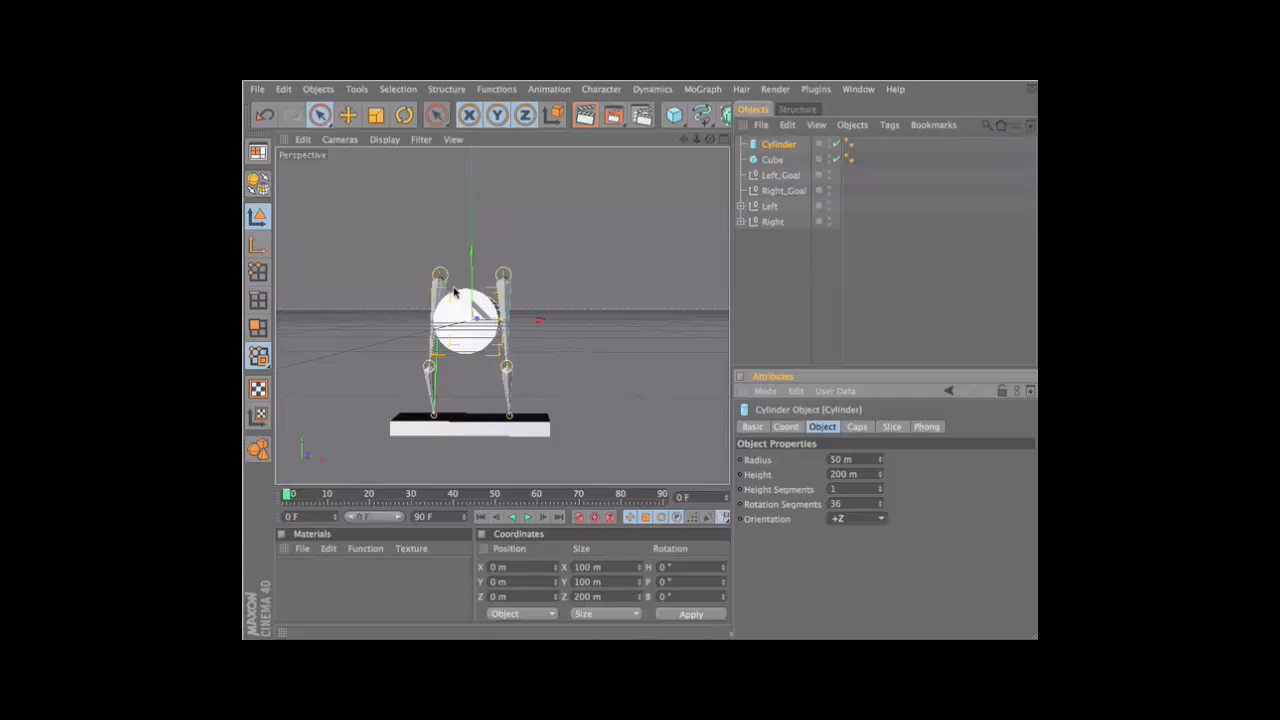 File Edit Objects Tools Selection Structure Functions Animation Character Dynamics MoGraph Hair Render Plugins Window Help
X Y Z
Objects Structure
File Edit View Objects Tags Bookmarks
Edit Cameras Display Filter View
Perspective
Cylinder
Cube
Left_Goal
Right_Goal
Left
Right
Attributes
Mode Edit User Data
Cylinder Object [Cylinder]
Basic Coord. Object Caps Slice Phong
Object Properties
Radius 50 m
Height 200 m
Height Segments 1
Rotation Segments 36
Orientation +Z
0 10 20 30 40 50 60 70 80 90 0 F
0 F 0 F 90 F
Materials
File Edit Function Texture
Coordinates
Position Size Rotation
X 0 m X 100 m H 0 °
Y 0 m Y 100 m P 0 °
Z 0 m Z 200 m B 0 °
Object Size Apply
MAXON
CINEMA 4D